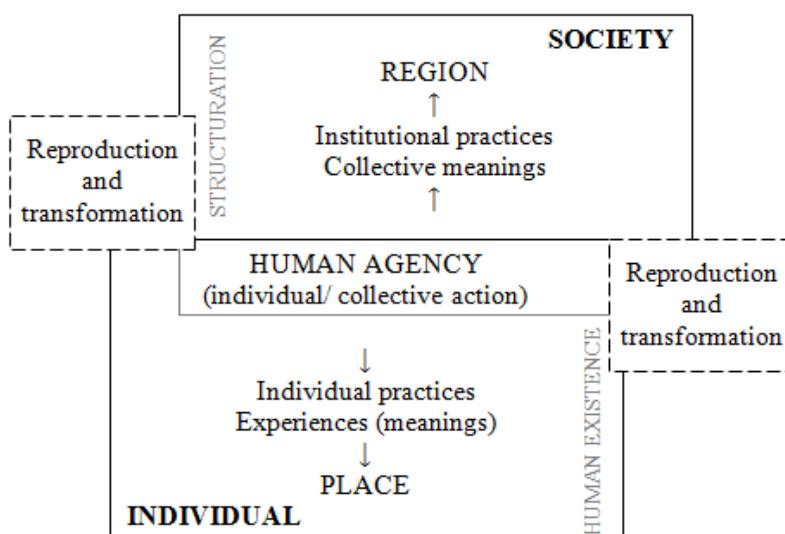 SOCIETY
STRUCTURATION
REGION
↑
Institutional practices
Collective meanings
↑
Reproduction
and
transformation
HUMAN AGENCY
(individual/ collective action)
Reproduction
and
transformation
↓
Individual practices
Experiences (meanings)
↓
PLACE
HUMAN EXISTENCE
INDIVIDUAL